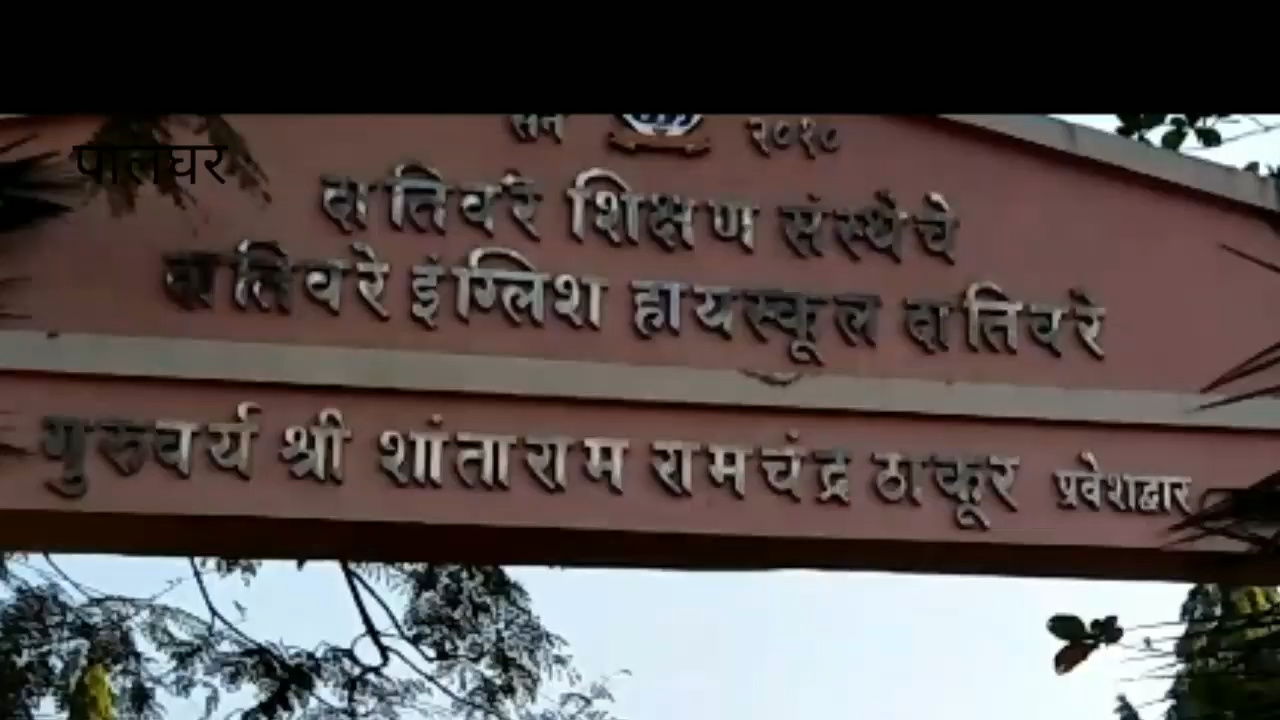 सन २०१०
पालघर
दातिवरे शिक्षण संस्थेचे
दातिवरे इंग्लिश हायस्कूल दातिवरे
गुरुवर्य श्री शांताराम रामचंद्र ठाकूर प्रवेशद्वार